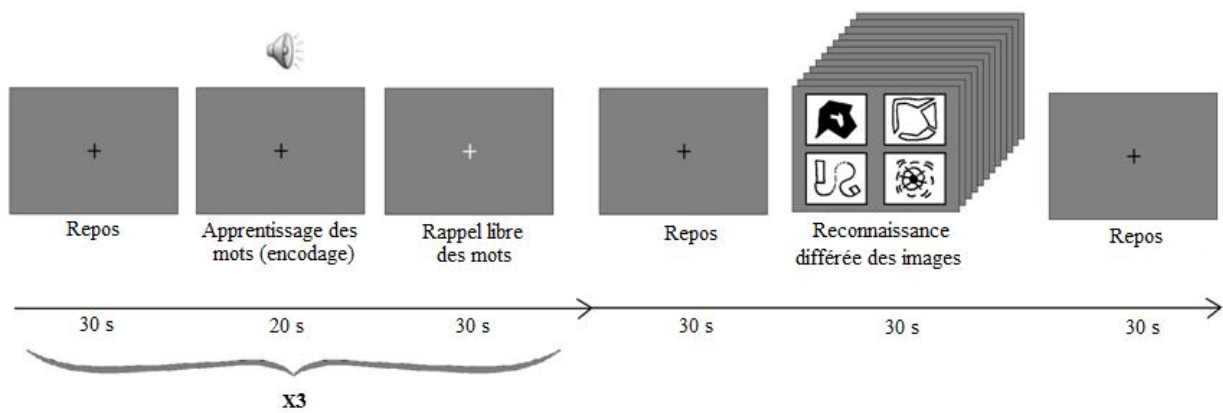 Repos
Apprentissage des
mots (encodage)
Rappel libre
des mots
Repos
Reconnaissance
différée des images
Repos
30 s
20 s
30 s
30 s
30 s
30 s
X3